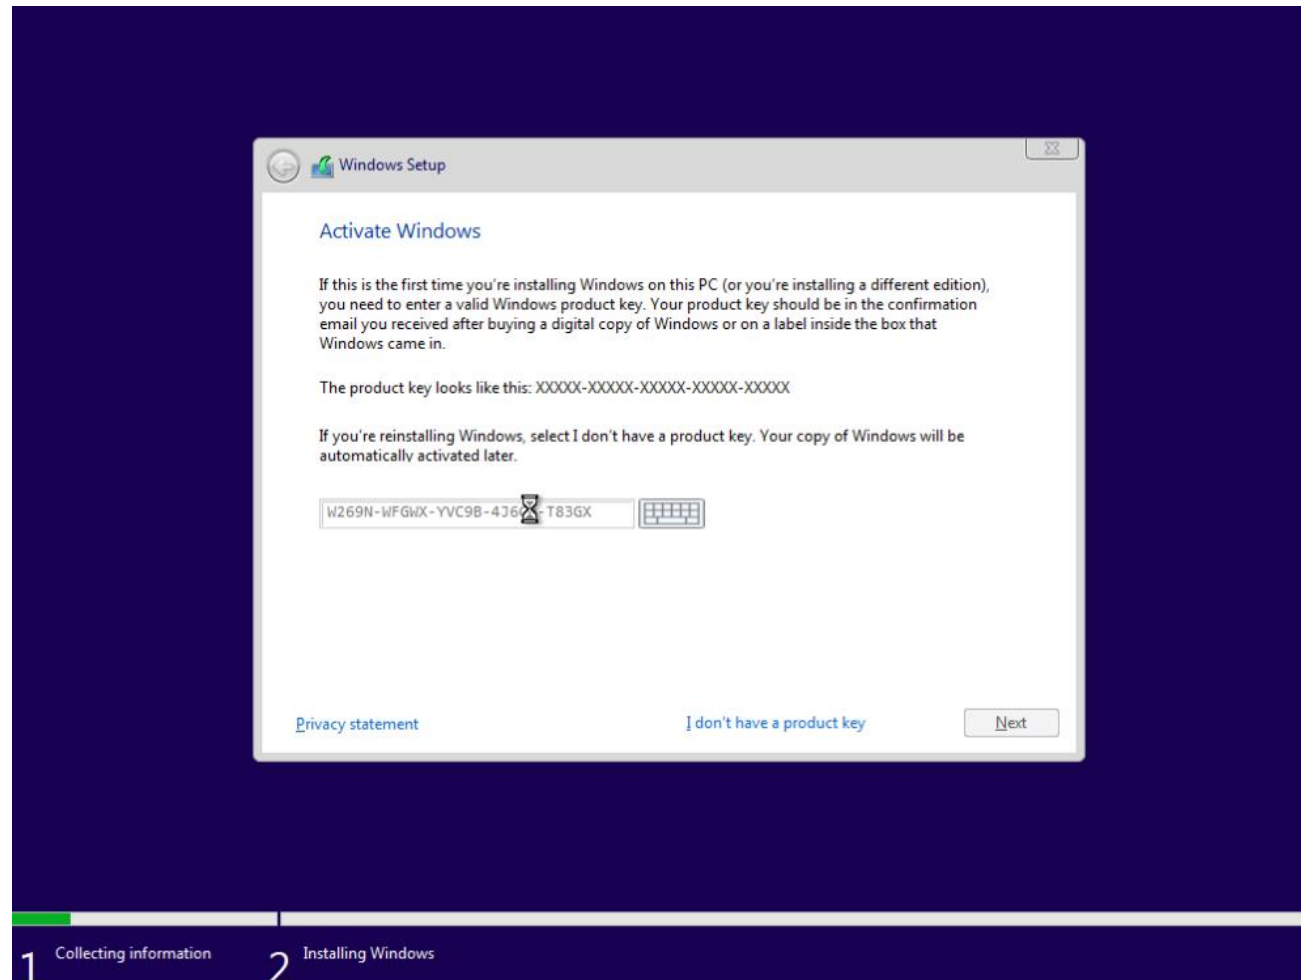 Windows Setup
Activate Windows
If this is the first time you're installing Windows on this PC (or you're installing a different edition),
you need to enter a valid Windows product key. Your product key should be in the confirmation
email you received after buying a digital copy of Windows or on a label inside the box that
Windows came in.
The product key looks like this: XXXXX-XXXXX-XXXXX-XXXXX-XXXXX
If you're reinstalling Windows, select I don't have a product key. Your copy of Windows will be
automatically activated later.
W269N-WFGWX-YVC9B-4J6 -T83GX
Privacy statement
I don't have a product key
Next
1 Collecting information
2 Installing Windows